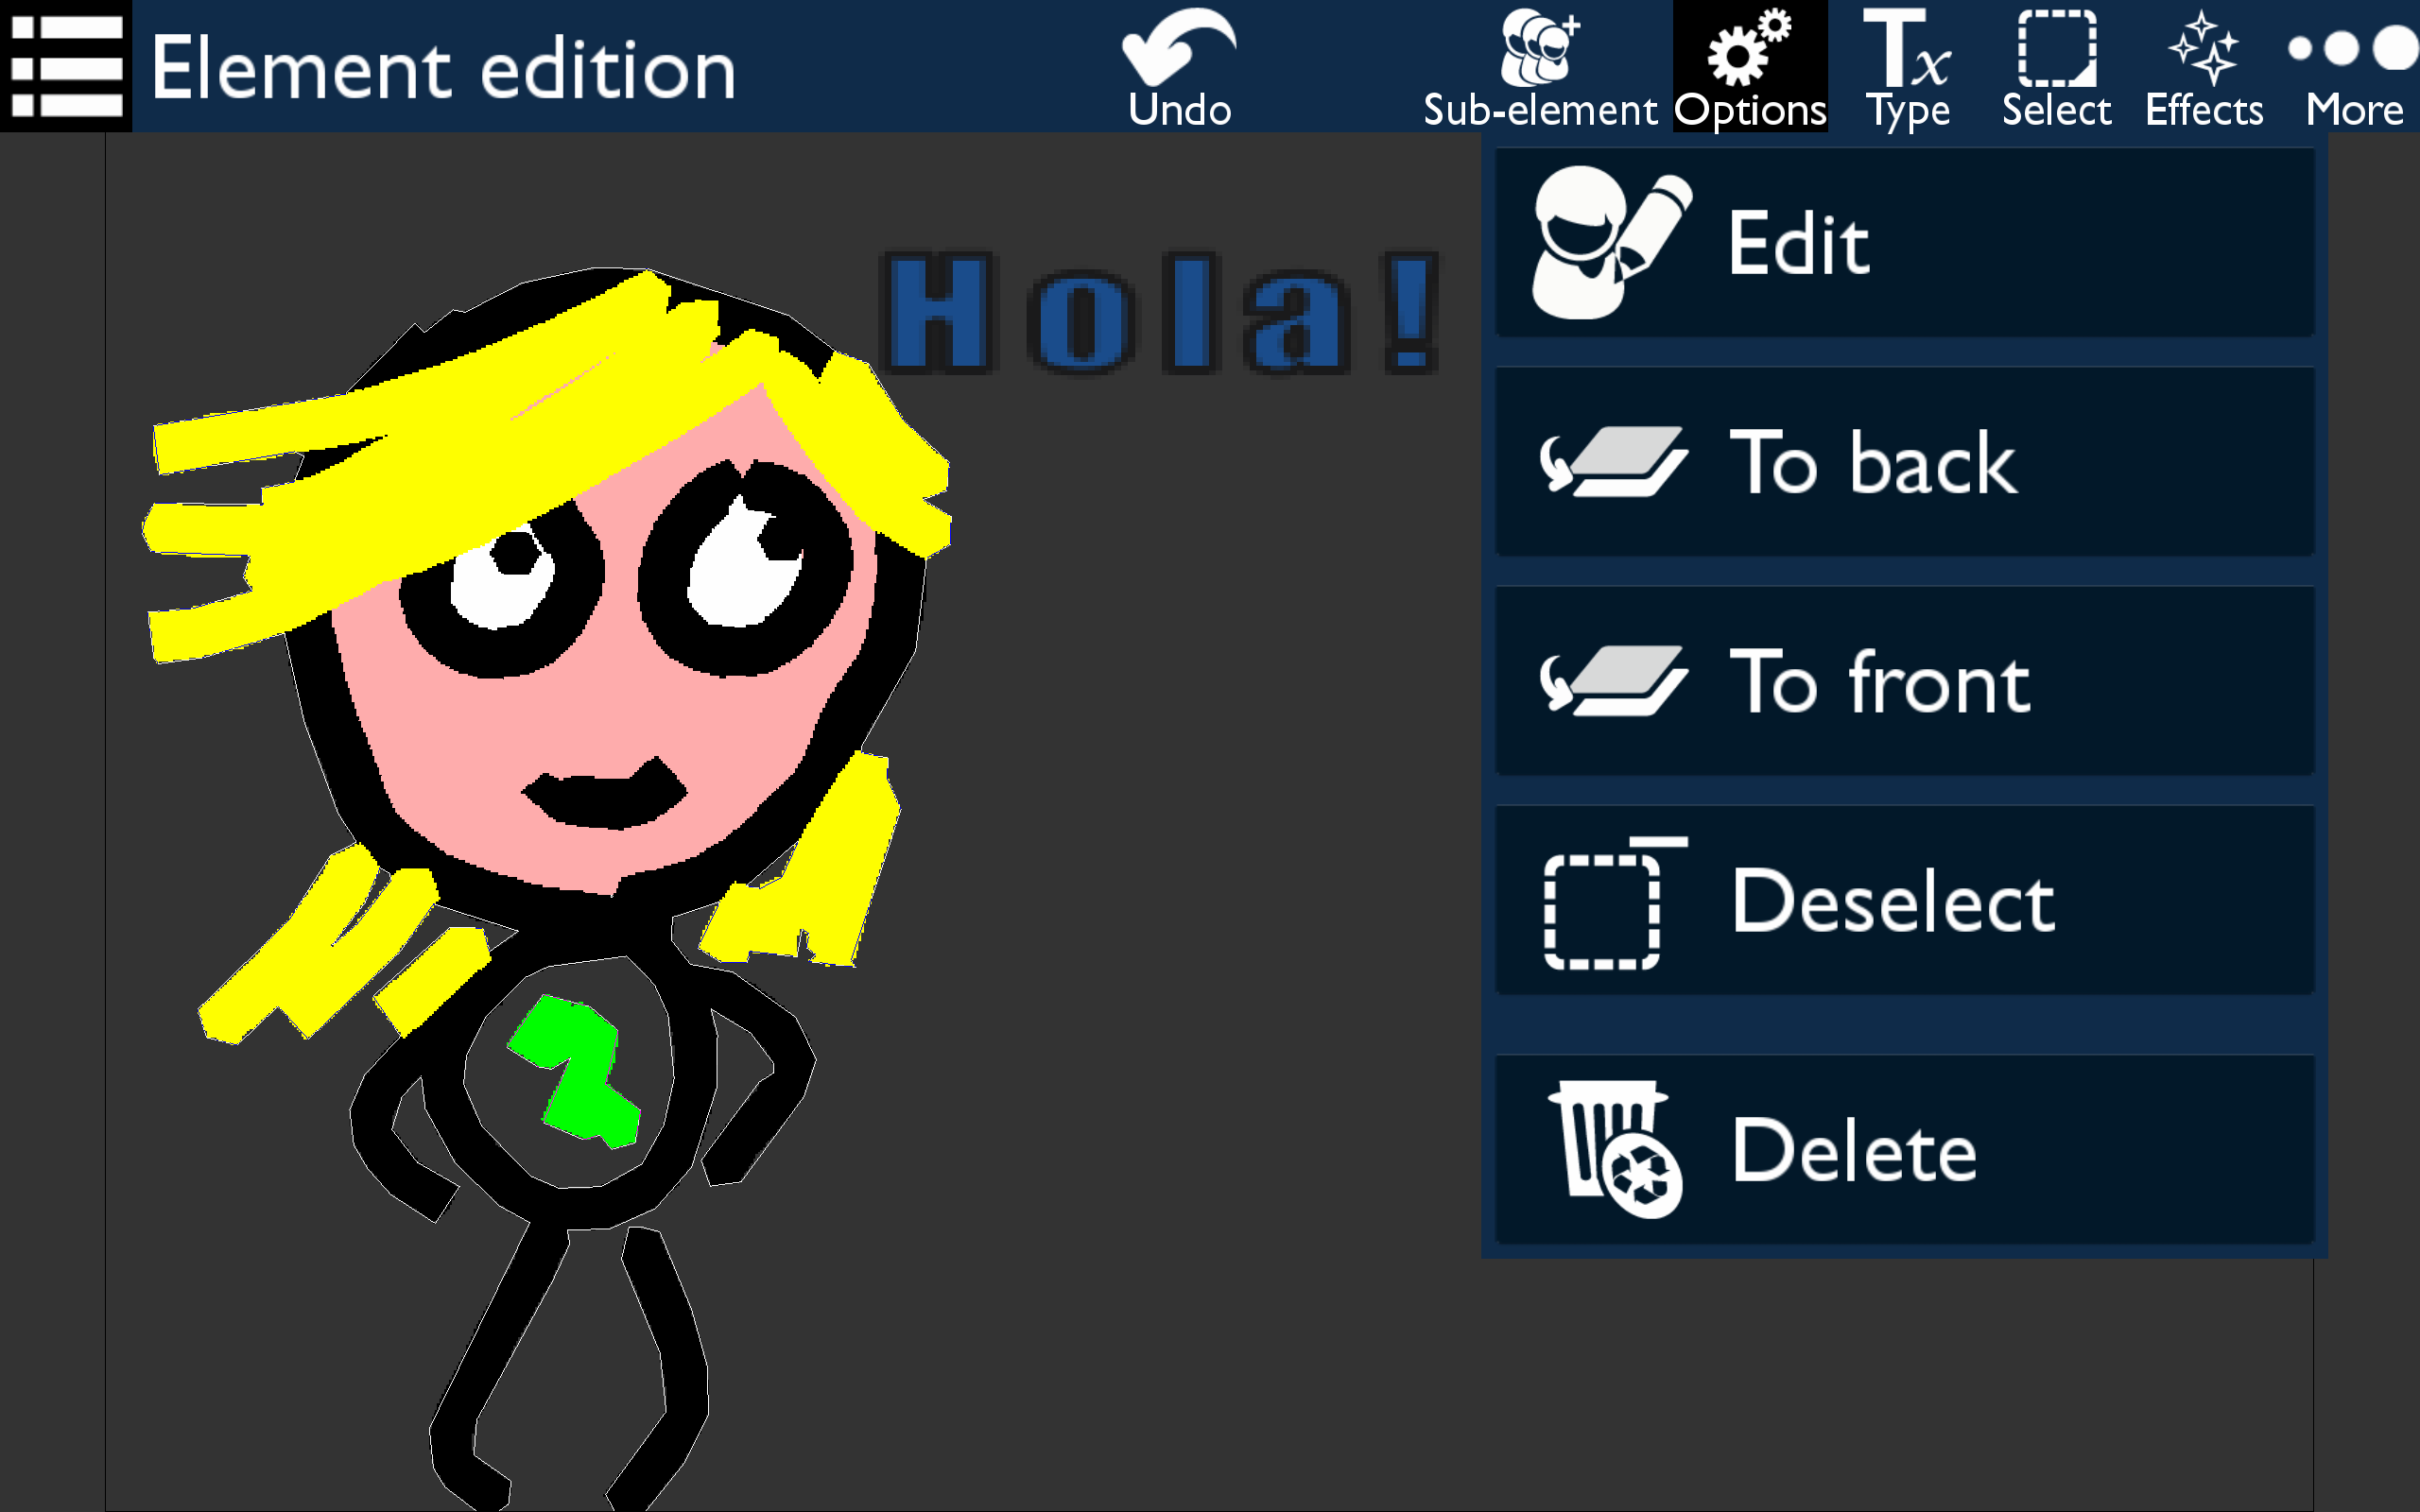 Element edition
Undo
Sub-element
Options
Type
Select
Effects
More
Hola!
Edit
To back
To front
Deselect
Delete